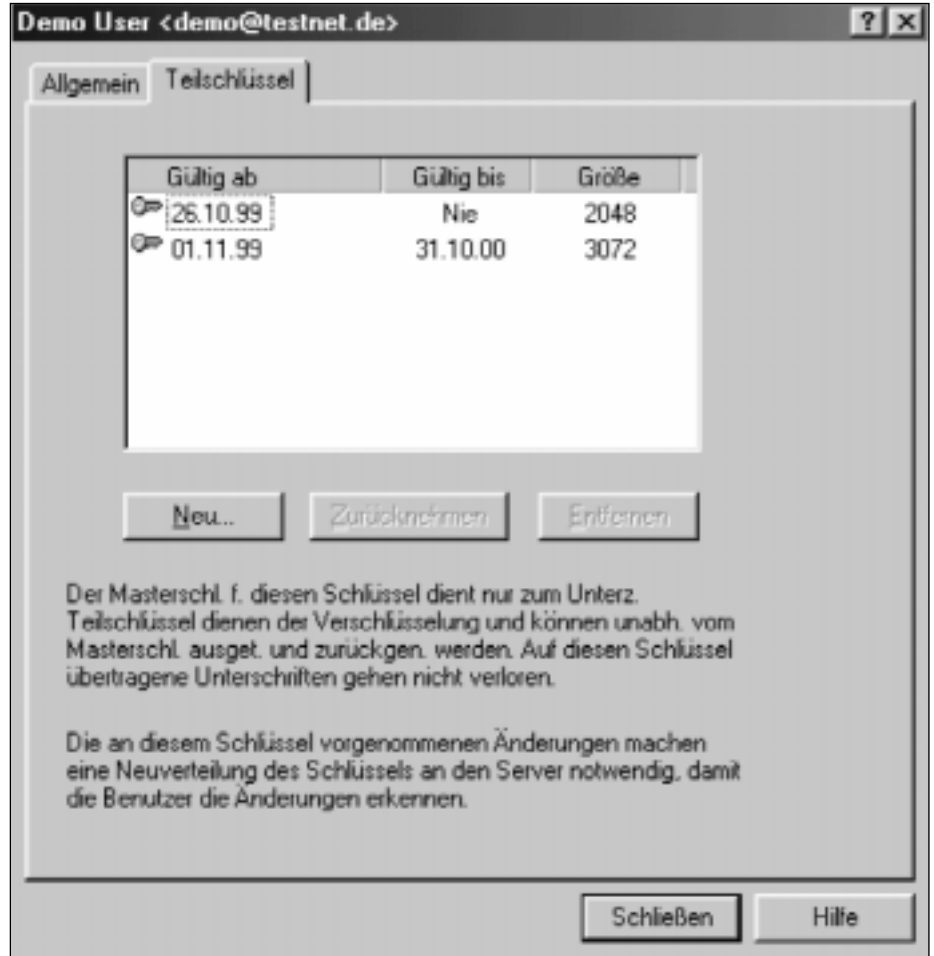 Demo User <demo@testnet.de>
Allgemein Teilschlüssel
Gültig ab Gültig bis Größe
26.10.99 Nie 2048
01.11.99 31.10.00 3072
Neu... Zurücknehmen Entfernen
Der Masterschl. f. diesen Schlüssel dient nur zum Unterz.
Teilschlüssel dienen der Verschlüsselung und können unabh. vom
Masterschl. ausget. und zurückgen. werden. Auf diesen Schlüssel
übertragene Unterschriften gehen nicht verloren.
Die an diesem Schlüssel vorgenommenen Änderungen machen
eine Neuverteilung des Schlüssels an den Server notwendig, damit
die Benutzer die Änderungen erkennen.
Schließen Hilfe